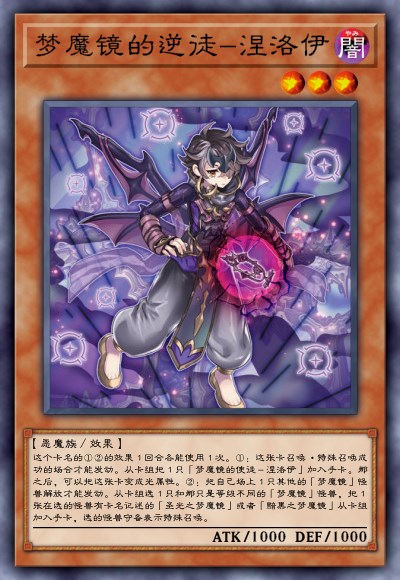 梦魔镜的逆徒-涅洛伊
やみ
闇
【恶魔族/效果】
这个卡名的①②的效果1回合各能使用1次。①:这张卡召唤·特殊召唤成
功的场合才能发动。从卡组把1只「梦魔镜的使徒-涅洛伊」加入手卡。那
之后,可以把这张卡变成光属性。②:把自己场上1只其他的「梦魔镜」怪
兽解放才能发动。从卡组选1只和那只是等级不同的「梦魔镜」怪兽,把1
张在选的怪兽有卡名记述的「圣光之梦魔镜」或者「黯黑之梦魔镜」从卡组
加入手卡,选的怪兽守备表示特殊召唤。
ATK/1000 DEF/1000